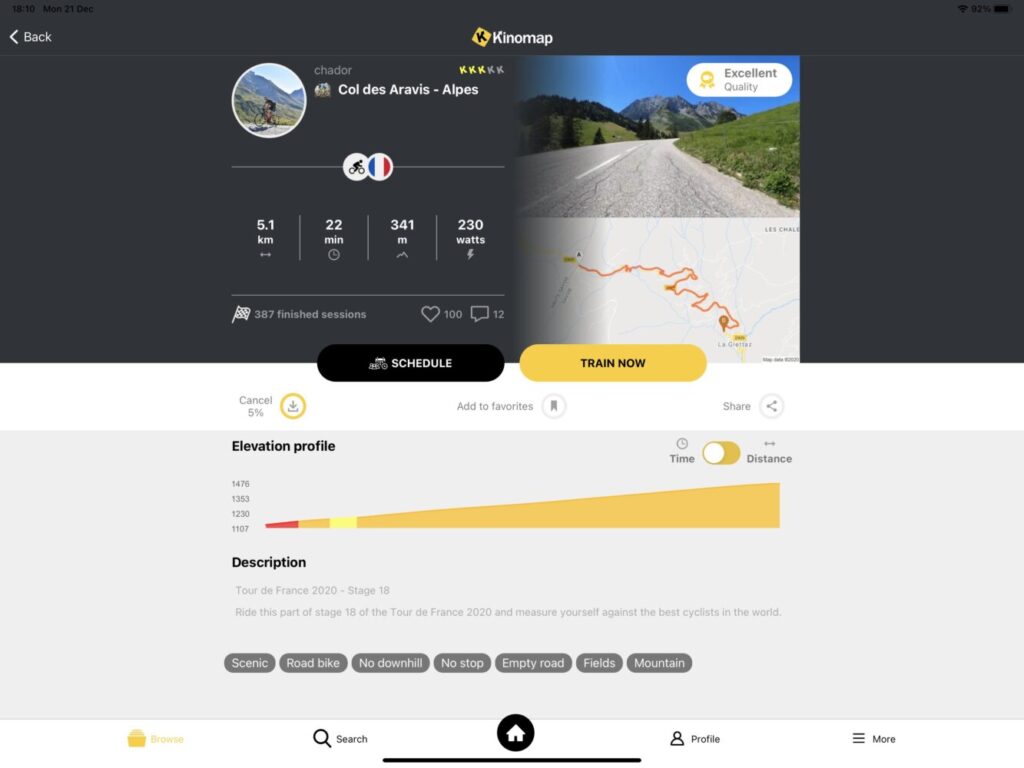 18:10 Mon 21 Dec
92%
Back
Kinomap
chador
KKKKK
Col des Aravis - Alpes
Excellent
Quality
5.1
km
22
min
341
m
230
watts
LES CHALE
387 finished sessions
100
12
La Giettaz
Map data ©2020
SCHEDULE
TRAIN NOW
Cancel
5%
Add to favorites
Share
Elevation profile
Time
Distance
1476
1353
1230
1107
Description
Tour de France 2020 - Stage 18
Ride this part of stage 18 of the Tour de France 2020 and measure yourself against the best cyclists in the world.
Scenic
Road bike
No downhill
No stop
Empty road
Fields
Mountain
Browse
Search
Profile
More